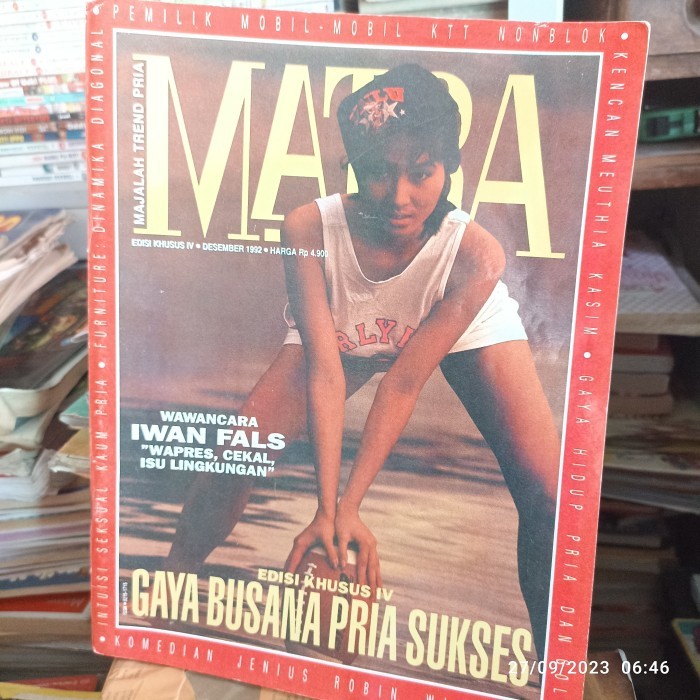 PEMILIK MOBIL-MOBIL KTT NONBLOK •
KENCAN MEUTHIA KASIM • GAYA HIDUP PRIA DAN
MAJALAH TREND PRIA
MATRA
EDISI KHUSUS IV • DESEMBER 1992 • HARGA Rp 4.900
WAWANCARA
IWAN FALS
"WAPRES, CEKAL,
ISU LINGKUNGAN"
EDISI KHUSUS IV
GAYA BUSANA PRIA SUKSES
• KOMEDIAN JENIUS ROBIN
INTUISI SEKSUAL KAUM PRIA • FURNITURE: DINAMIKA DIAGONAL •
27/09/2023 06:46